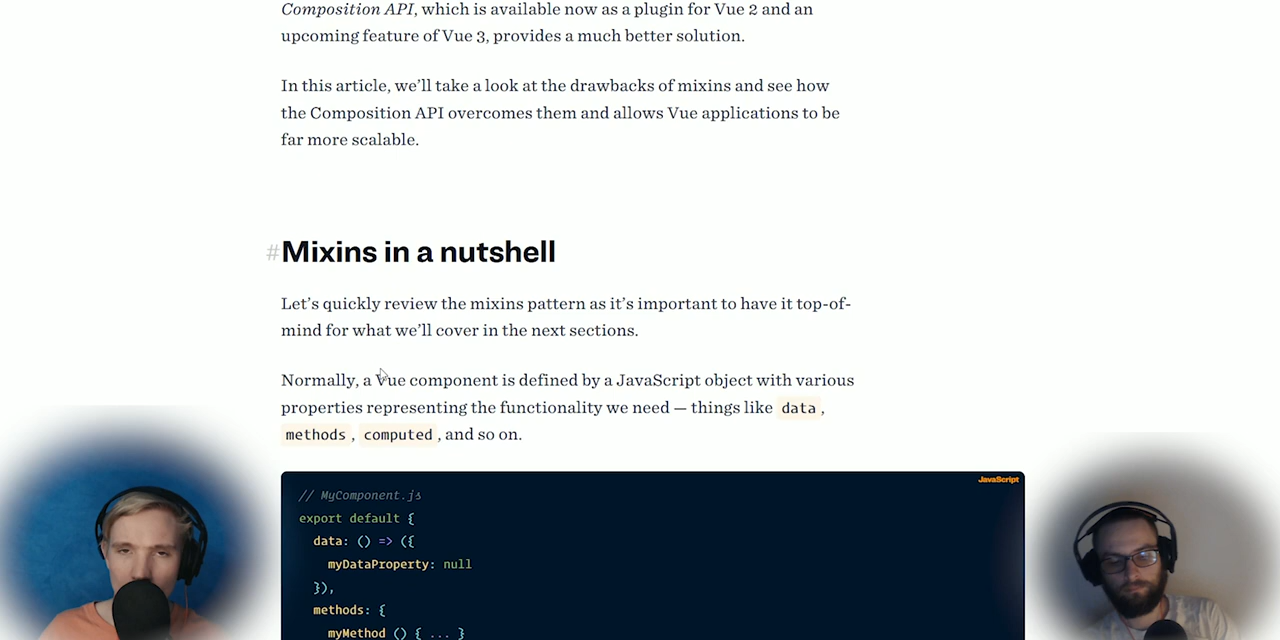 Composition API, which is available now as a plugin for Vue 2 and an
upcoming feature of Vue 3, provides a much better solution.
In this article, we’ll take a look at the drawbacks of mixins and see how
the Composition API overcomes them and allows Vue applications to be
far more scalable.
#Mixins in a nutshell
Let’s quickly review the mixins pattern as it’s important to have it top-of-
mind for what we’ll cover in the next sections.
Normally, a Vue component is defined by a JavaScript object with various
properties representing the functionality we need — things like data,
methods, computed, and so on.
JavaScript
// MyComponent.js
export default {
data: () => ({
myDataProperty: null
}),
methods: {
myMethod () { ... }